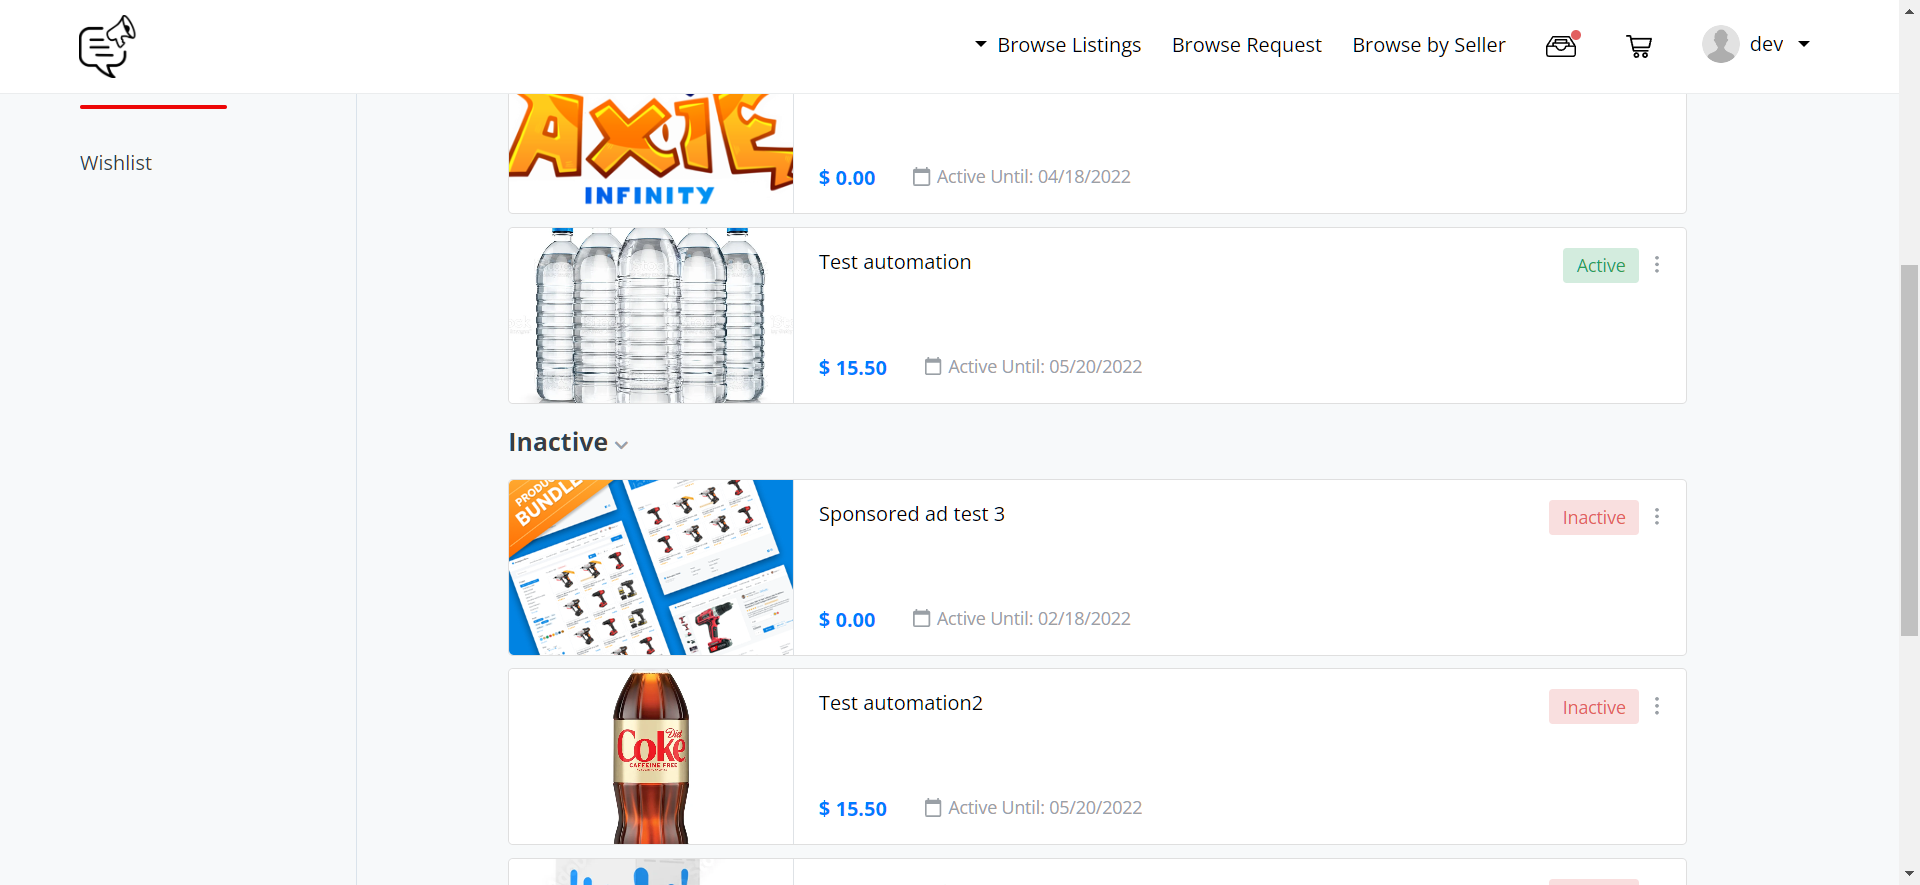 Browse Listings Browse Request Browse by Seller dev
Wishlist
AXIE
INFINITY
$ 0.00 Active Until: 04/18/2022
Test automation
Active
$ 15.50 Active Until: 05/20/2022
Inactive
PRODU
BUNDLE
Sponsored ad test 3
Inactive
$ 0.00 Active Until: 02/18/2022
Test automation2
Inactive
Diet
Coke
CAFFEINE FREE
$ 15.50 Active Until: 05/20/2022